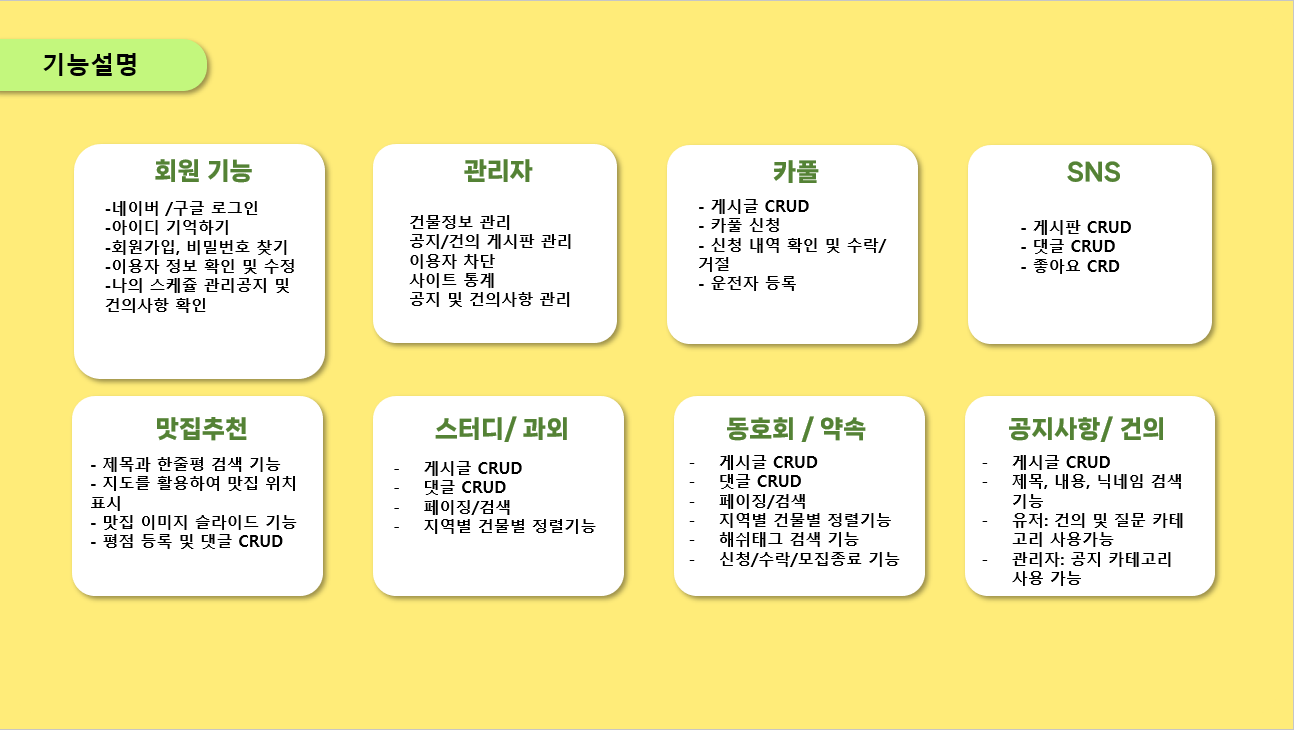 기능설명
회원 기능
-네이버 /구글 로그인
-아이디 기억하기
-회원가입, 비밀번호 찾기
-이용자 정보 확인 및 수정
-나의 스케쥴 관리공지 및
건의사항 확인
관리자
건물정보 관리
공지/건의 게시판 관리
이용자 차단
사이트 통계
공지 및 건의사항 관리
카풀
- 게시글 CRUD
- 카풀 신청
- 신청 내역 확인 및 수락/
거절
- 운전자 등록
SNS
- 게시판 CRUD
- 댓글 CRUD
- 좋아요 CRD
맛집추천
- 제목과 한줄평 검색 기능
- 지도를 활용하여 맛집 위치
표시
- 맛집 이미지 슬라이드 기능
- 평점 등록 및 댓글 CRUD
스터디/ 과외
- 게시글 CRUD
- 댓글 CRUD
- 페이징/검색
- 지역별 건물별 정렬기능
동호회 / 약속
- 게시글 CRUD
- 댓글 CRUD
- 페이징/검색
- 지역별 건물별 정렬기능
- 해쉬태그 검색 기능
- 신청/수락/모집종료 기능
공지사항/ 건의
- 게시글 CRUD
- 제목, 내용, 닉네임 검색
기능
- 유저: 건의 및 질문 카테
고리 사용가능
- 관리자: 공지 카테고리
사용 가능